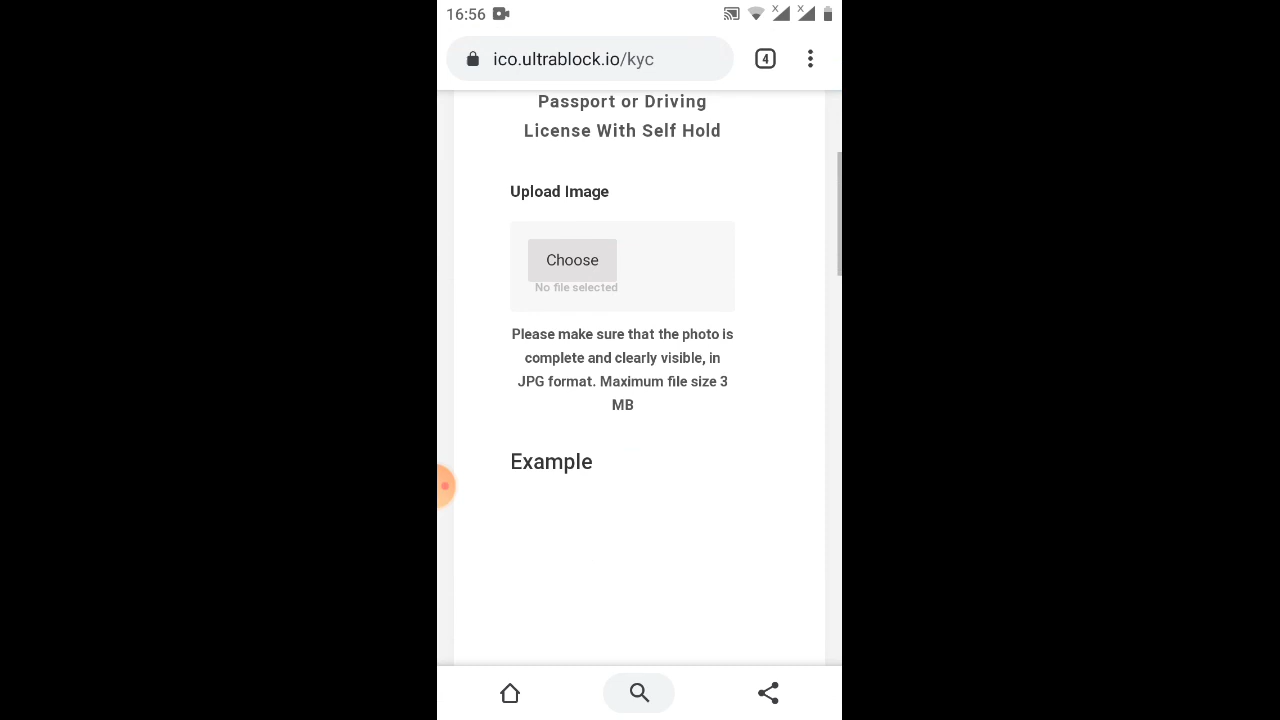 16:56
ico.ultrablock.io/kyc
4
Passport or Driving
License With Self Hold
Upload Image
Choose
No file selected
Please make sure that the photo is
complete and clearly visible, in
JPG format. Maximum file size 3
MB
Example